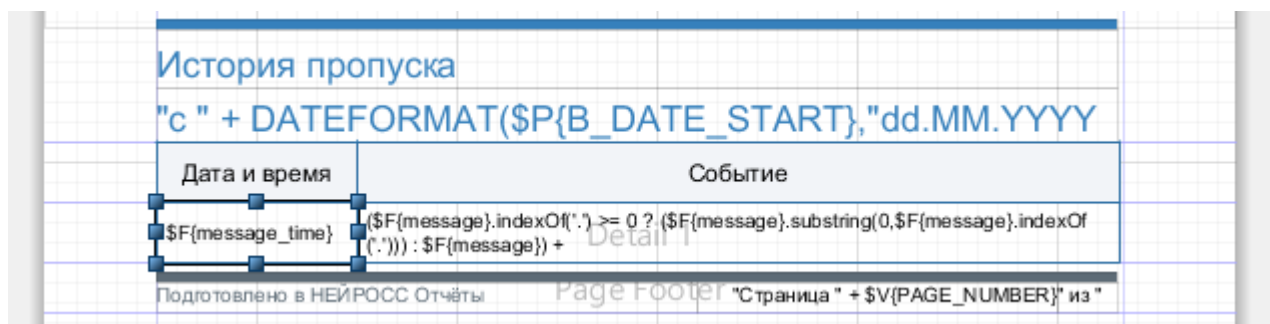 История пропуска
"с " + DATEFORMAT($P{B_DATE_START},"dd.MM.YYYY
Дата и время
Событие
$F{message_time}
($F{message}.indexOf('.') >= 0 ? ($F{message}.substring(0,$F{message}.indexOf
('.'))) : $F{message}) +
Detail 1
Подготовлено в НЕЙРОСС Отчёты
Page Footer
"Страница " + $V{PAGE_NUMBER}" из "